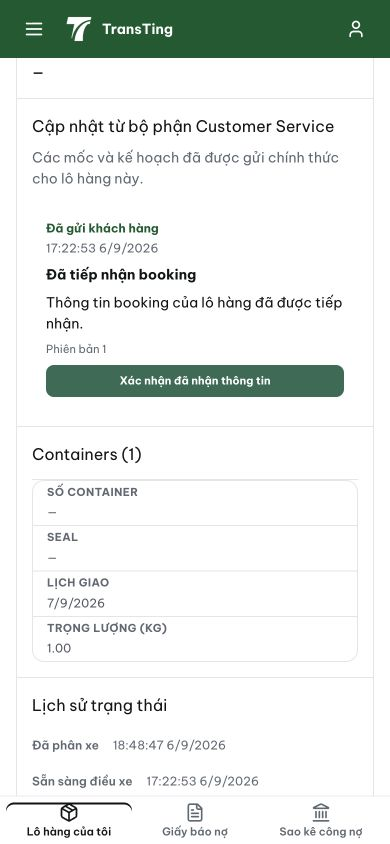 TransTing
—
Cập nhật từ bộ phận Customer Service
Các mốc và kế hoạch đã được gửi chính thức
cho lô hàng này.
Đã gửi khách hàng
17:22:53 6/9/2026
Đã tiếp nhận booking
Thông tin booking của lô hàng đã được tiếp
nhận.
Phiên bản 1
Xác nhận đã nhận thông tin
Containers (1)
SỐ CONTAINER
—
SEAL
—
LỊCH GIAO
7/9/2026
TRỌNG LƯỢNG (KG)
1.00
Lịch sử trạng thái
Đã phân xe 18:48:47 6/9/2026
Sẵn sàng điều xe 17:22:53 6/9/2026
Lô hàng của tôi Giấy báo nợ Sao kê công nợ